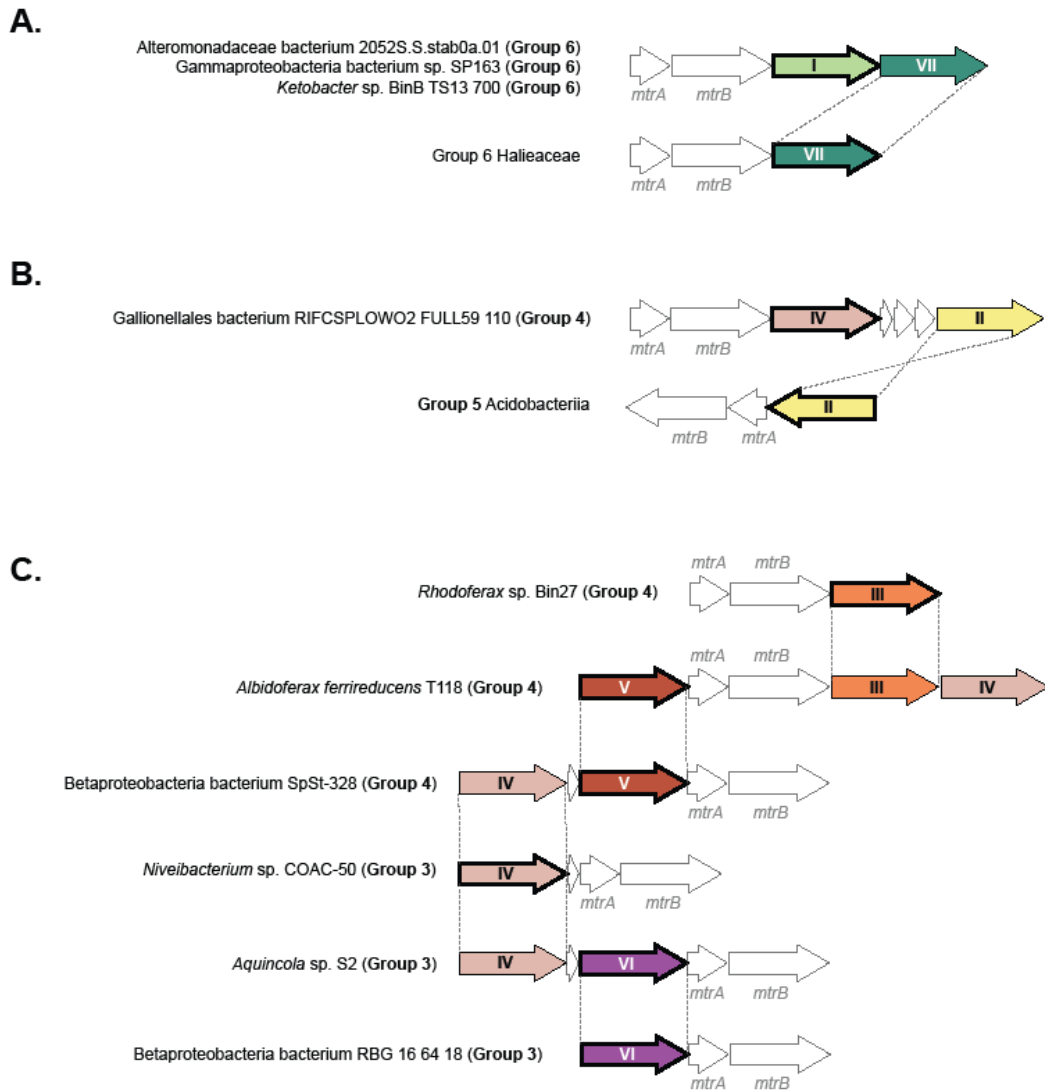 A.
Alteromonadaceae bacterium 2052S.S.stab0a.01 (Group 6)
Gammaproteobacteria bacterium sp. SP163 (Group 6)
Ketobacter sp. BinB TS13 700 (Group 6)
I VII
mtrA mtrB
Group 6 Halieaceae
VII
mtrA mtrB
B.
Gallionellales bacterium RIFCSPLOWO2 FULL59 110 (Group 4)
IV II
mtrA mtrB
Group 5 Acidobacteriia
II
mtrB mtrA
C.
mtrA mtrB
Rhodoferax sp. Bin27 (Group 4)
III
mtrA mtrB
Albidoferax ferrireducens T118 (Group 4)
V III IV
Betaproteobacteria bacterium SpSt-328 (Group 4)
IV V
mtrA mtrB
Niveibacterium sp. COAC-50 (Group 3)
IV
mtrA mtrB
Aquincola sp. S2 (Group 3)
IV VI
mtrA mtrB
Betaproteobacteria bacterium RBG 16 64 18 (Group 3)
VI
mtrA mtrB